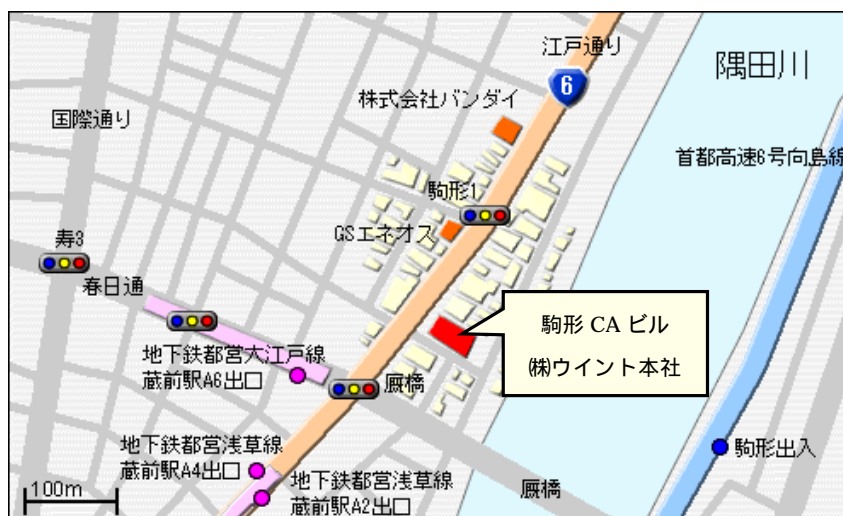 江戸通り
隅田川
6
株式会社バンダイ
国際通り
首都高速6号向島線
駒形1
GSエネオス
寿3
春日通
駒形 CA ビル
㈱ウイント本社
地下鉄都営大江戸線
蔵前駅A6出口
厩橋
地下鉄都営浅草線
蔵前駅A4出口
駒形出入
地下鉄都営浅草線
蔵前駅A2出口
厩橋
100m